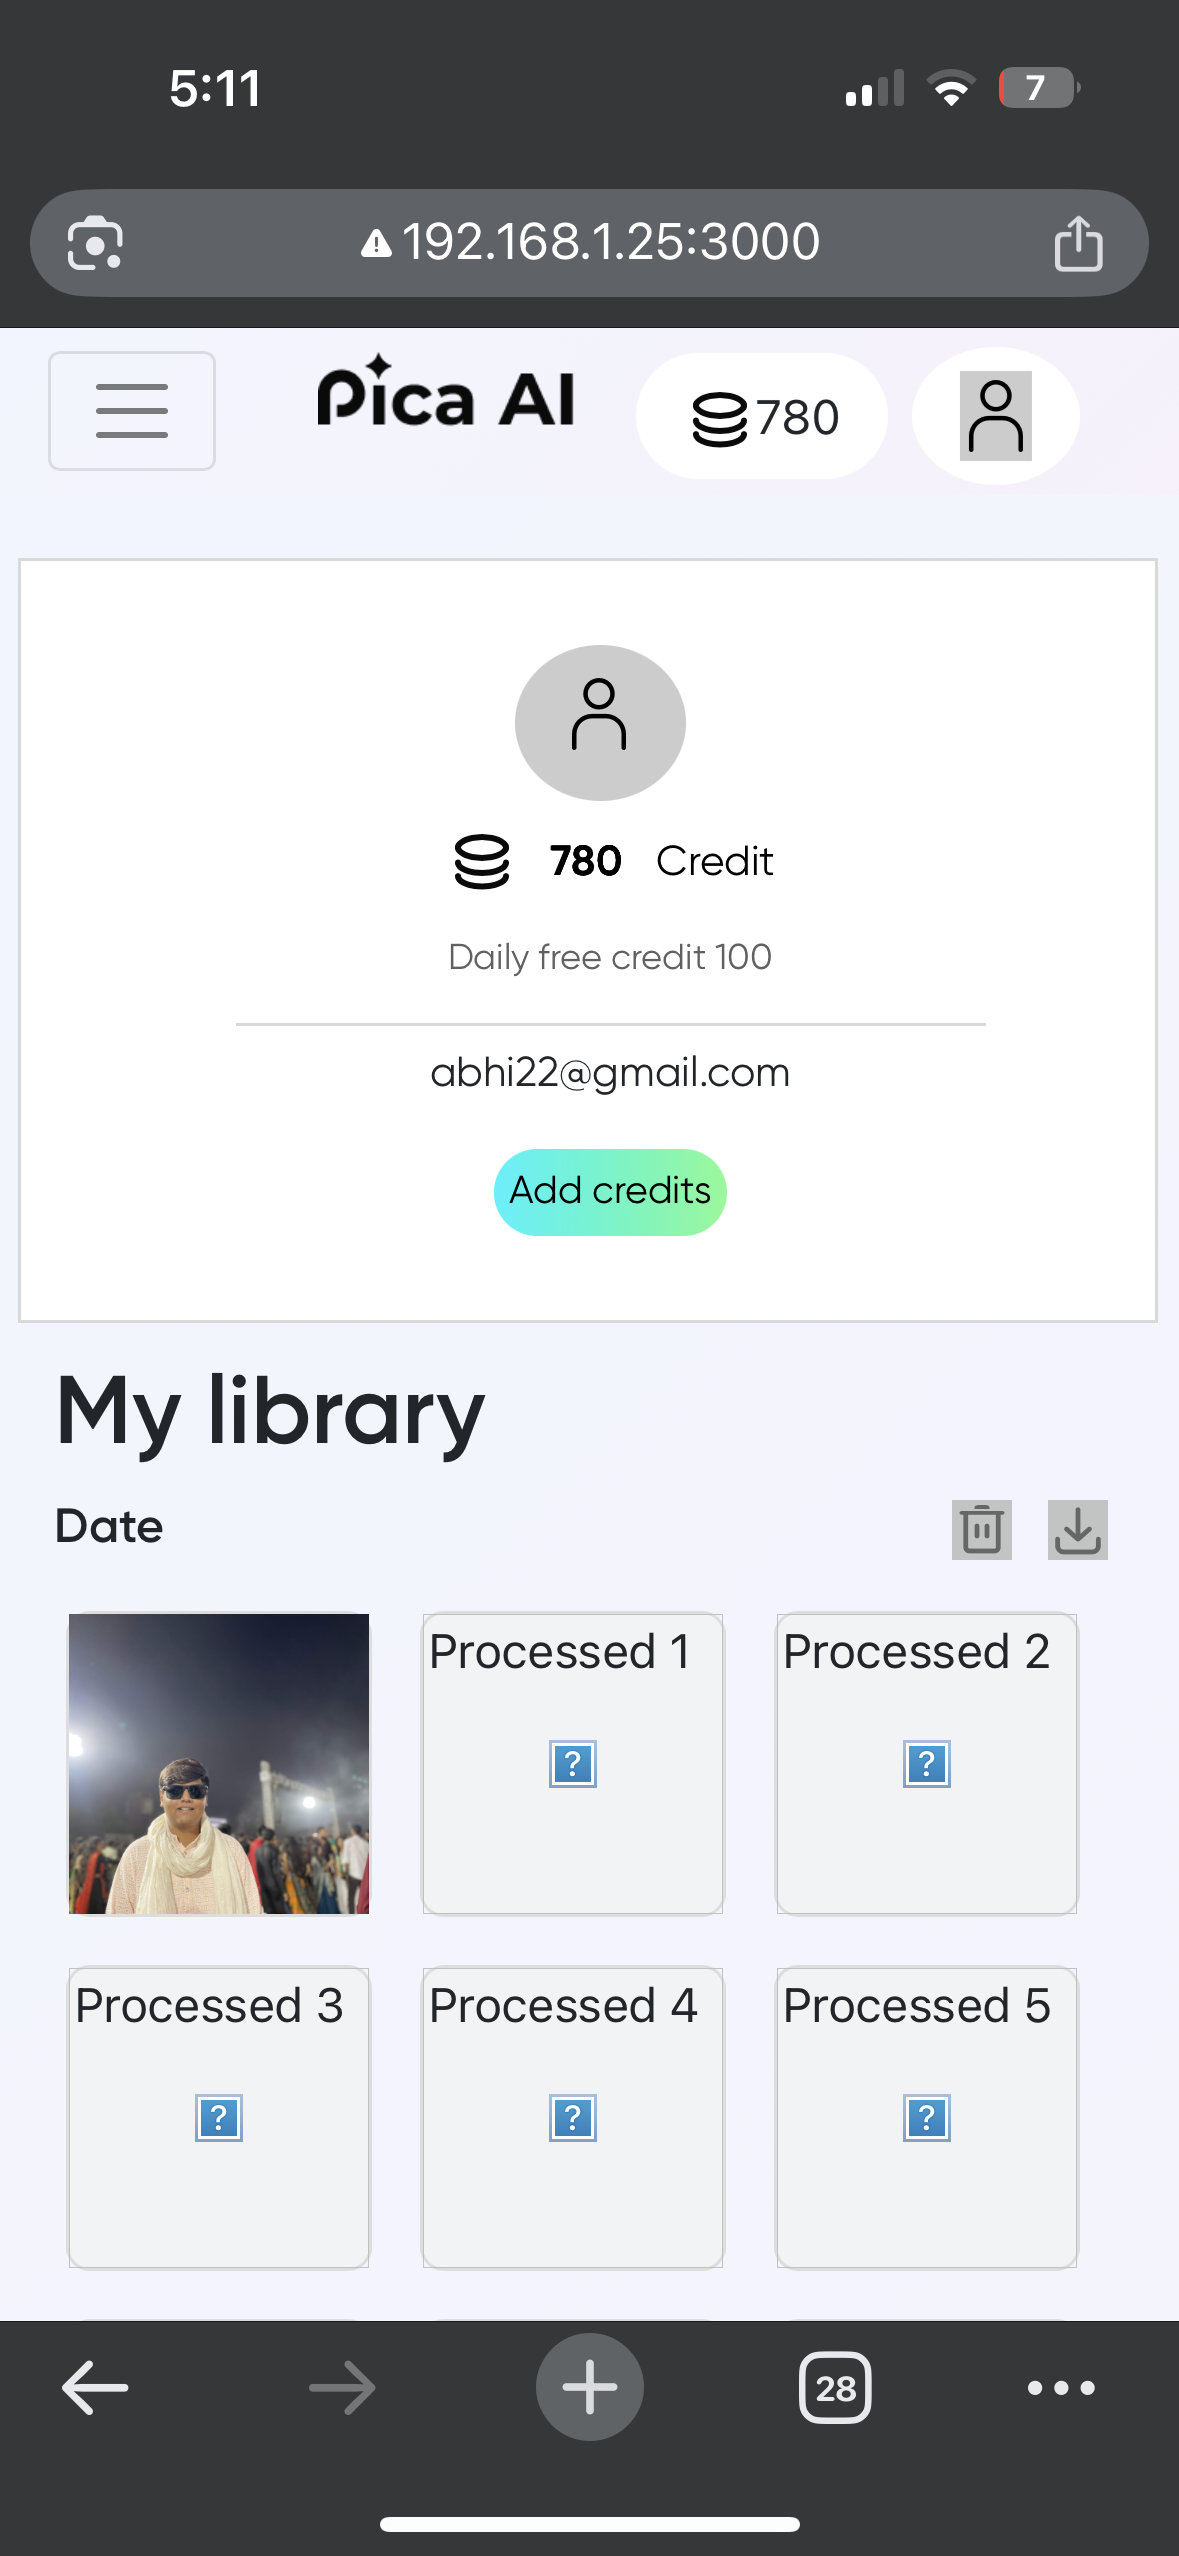 5:11
7
192.168.1.25:3000
Pica AI
780
780 Credit
Daily free credit 100
abhi22@gmail.com
Add credits
My library
Date
Processed 1
Processed 2
Processed 3
Processed 4
Processed 5
28